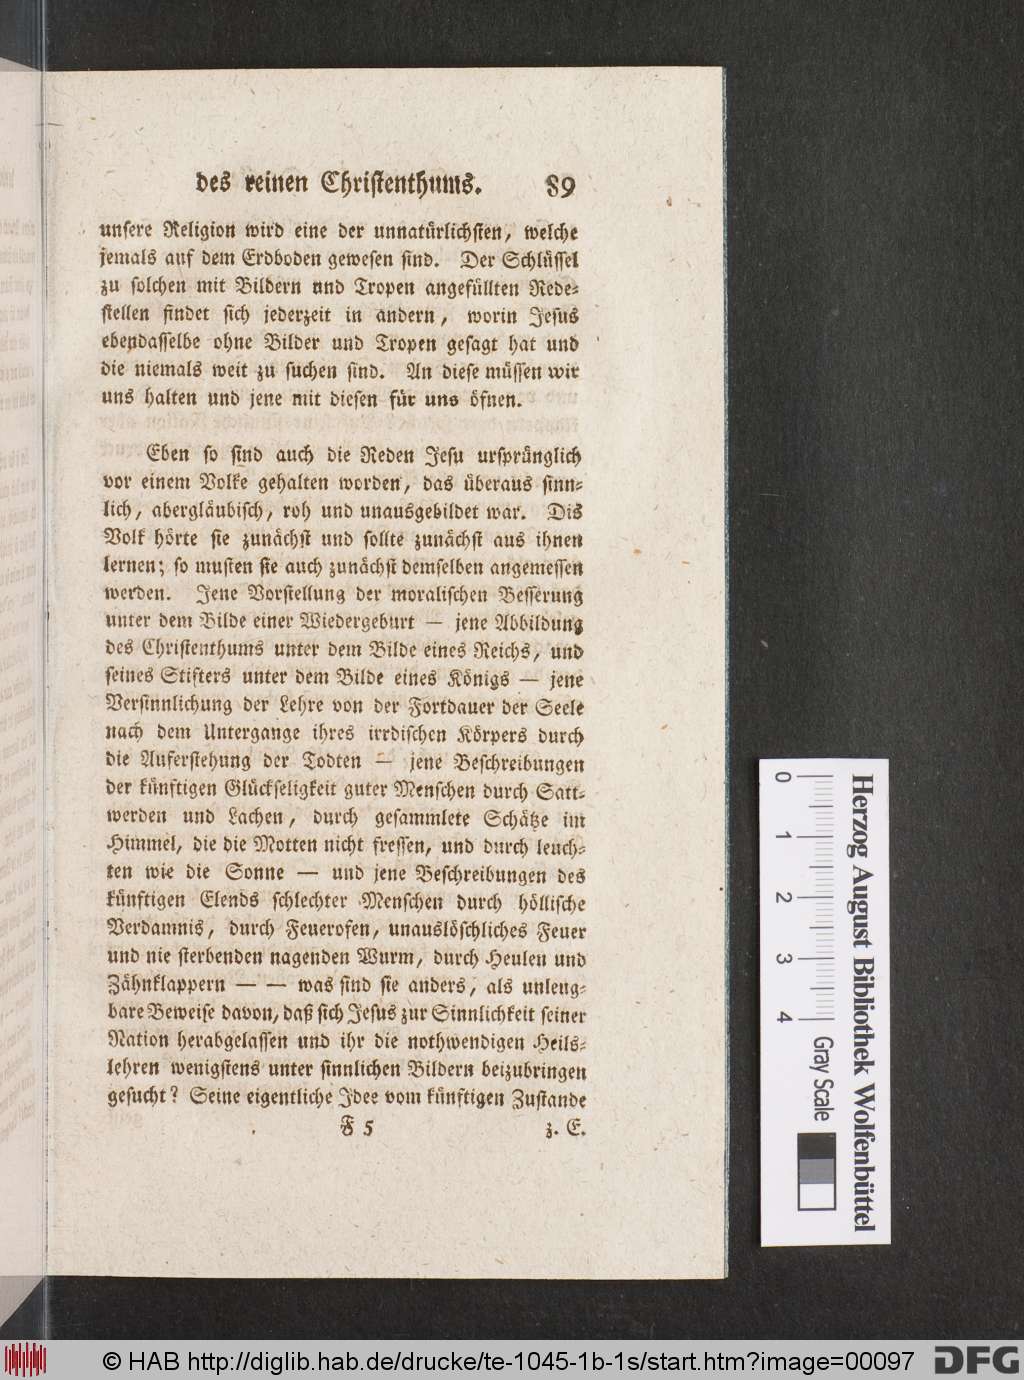 des reinen Christenthums. 89
unsere Religion wird eine der unnatürlichsten, welche
jemals auf dem Erdboden gewesen sind. Der Schlüssel
zu solchen mit Bildern und Tropen angefüllten Rede-
stellen findet sich jederzeit in andern, worin Jesus
ebendasselbe ohne Bilder und Tropen gesagt hat und
die niemals weit zu suchen sind. An diese müssen wir
uns halten und jene mit diesen für uns öfnen.
Eben so sind auch die Reden Jesu ursprünglich
vor einem Volke gehalten worden, das überaus sinn-
lich, abergläubisch, roh und unausgebildet war. Dis
Volk hörte sie zunächst und sollte zunächst aus ihnen
lernen; so musten sie auch zunächst demselben angemessen
werden. Jene Vorstellung der moralischen Besserung
unter dem Bilde einer Wiedergeburt — jene Abbildung
des Christenthums unter dem Bilde eines Reichs, und
seines Stifters unter dem Bilde eines Königs — jene
Versinnlichung der Lehre von der Fortdauer der Seele
nach dem Untergange ihres irrdischen Körpers durch
die Auferstehung der Todten — jene Beschreibungen
der künftigen Glückseligkeit guter Menschen durch Satt-
werden und Lachen, durch gesammlete Schätze im
Himmel, die die Motten nicht fressen, und durch leuch-
ten wie die Sonne — und jene Beschreibungen des
künftigen Elends schlechter Menschen durch höllische
Verdamnis, durch Feuerofen, unauslöschliches Feuer
und nie sterbenden nagenden Wurm, durch Heulen und
Zähnklappern — — was sind sie anders, als unleug-
bare Beweise davon, daß sich Jesus zur Sinnlichkeit seiner
Nation herabgelassen und ihr die nothwendigen Heils-
lehren wenigstens unter sinnlichen Bildern beizubringen
gesucht? Seine eigentliche Idee vom künftigen Zustande
F 5 z. E.
0 1 2 3 4 Gray Scale
Herzog August Bibliothek Wolfenbüttel
© HAB http://diglib.hab.de/drucke/te-1045-1b-1s/start.htm?image=00097 DFG